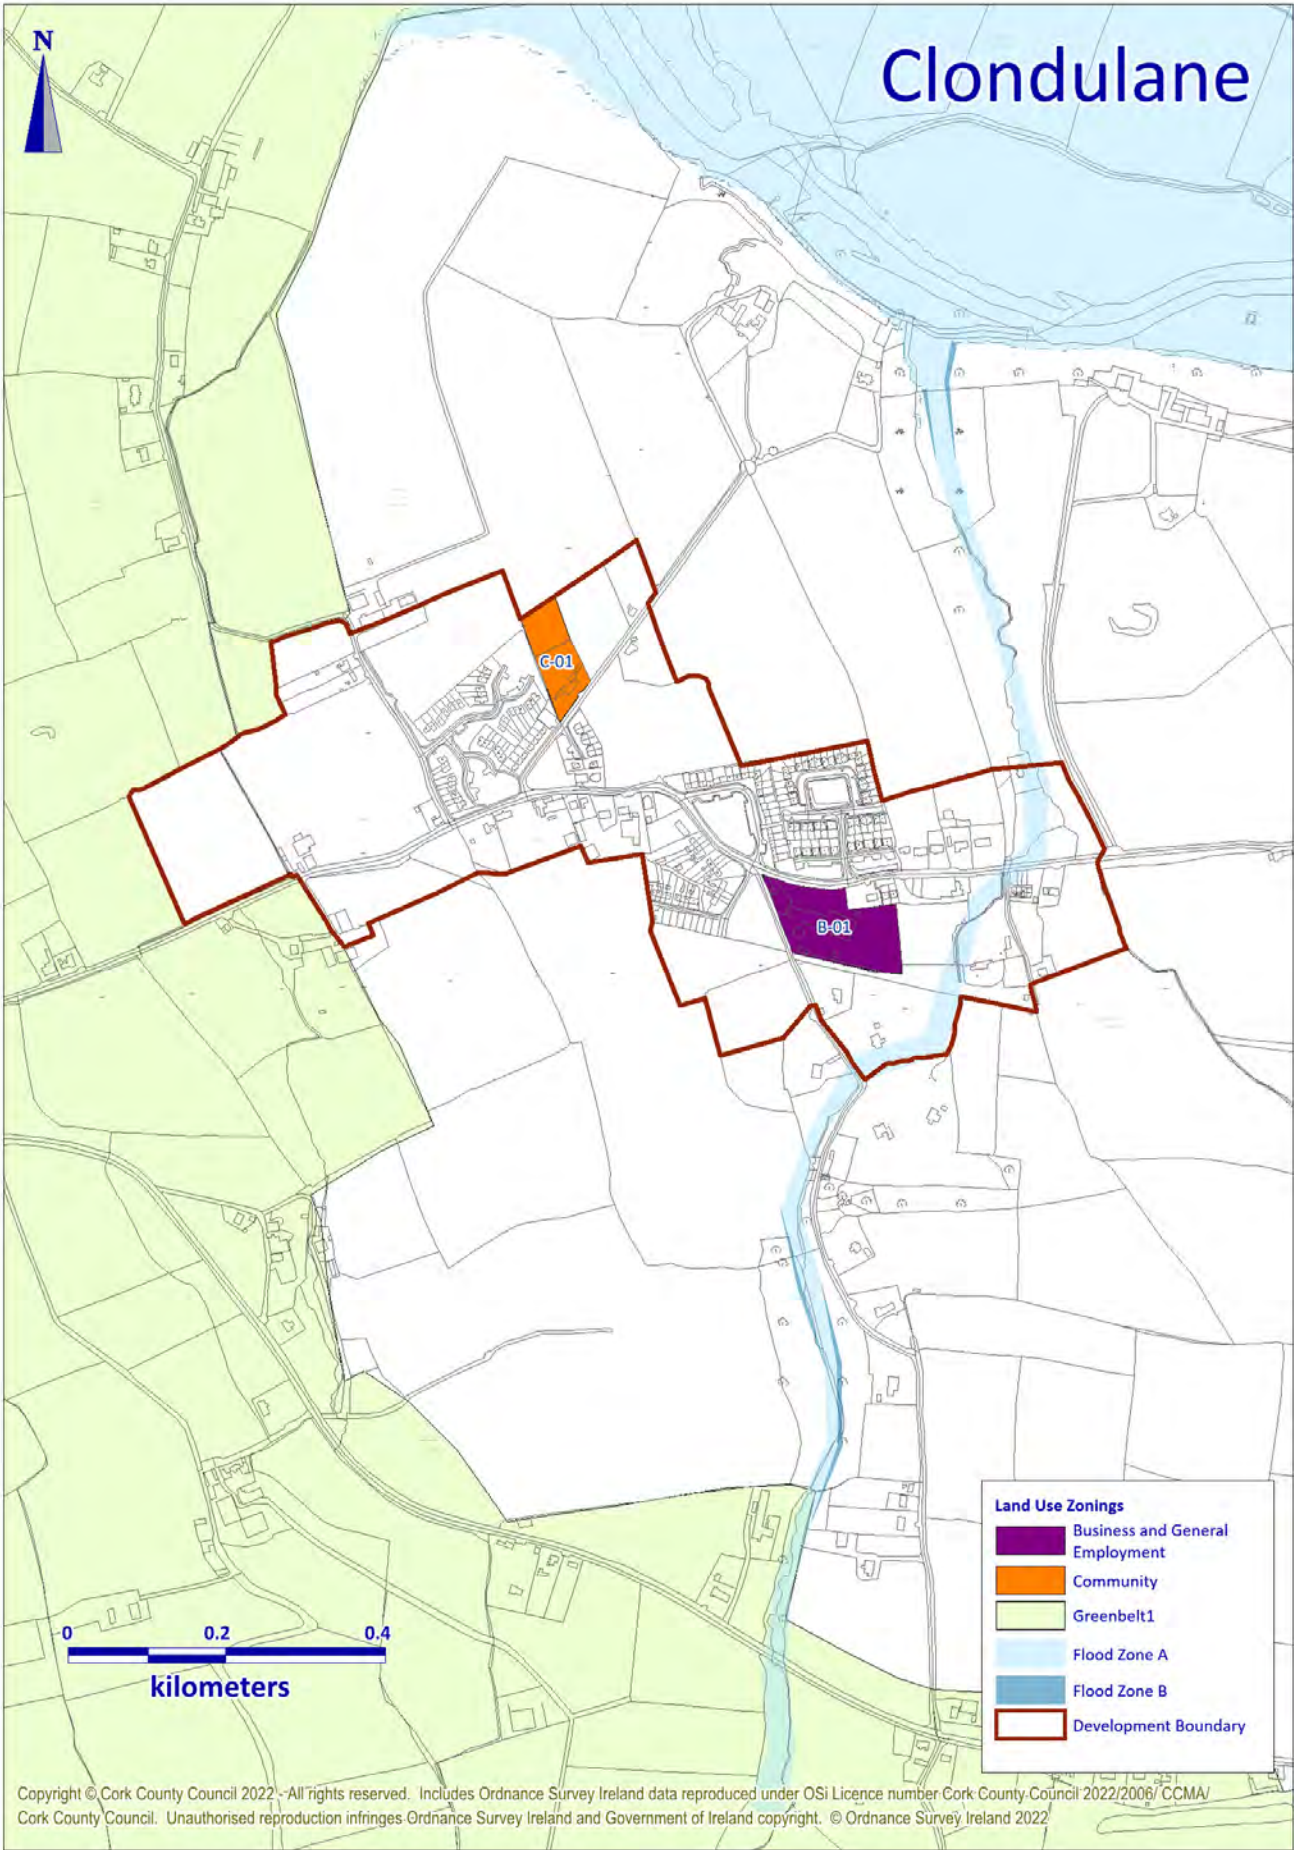 N
Clondulane
C-01
B-01
Land Use Zonings
Business and General
Employment
Community
Greenbelt1
Flood Zone A
Flood Zone B
Development Boundary
0 0.2 0.4
kilometers
Copyright © Cork County Council 2022 - All rights reserved. Includes Ordnance Survey Ireland data reproduced under OSi Licence number Cork County Council 2022/2006/ CCMA/
Cork County Council. Unauthorised reproduction infringes Ordnance Survey Ireland and Government of Ireland copyright. © Ordnance Survey Ireland 2022